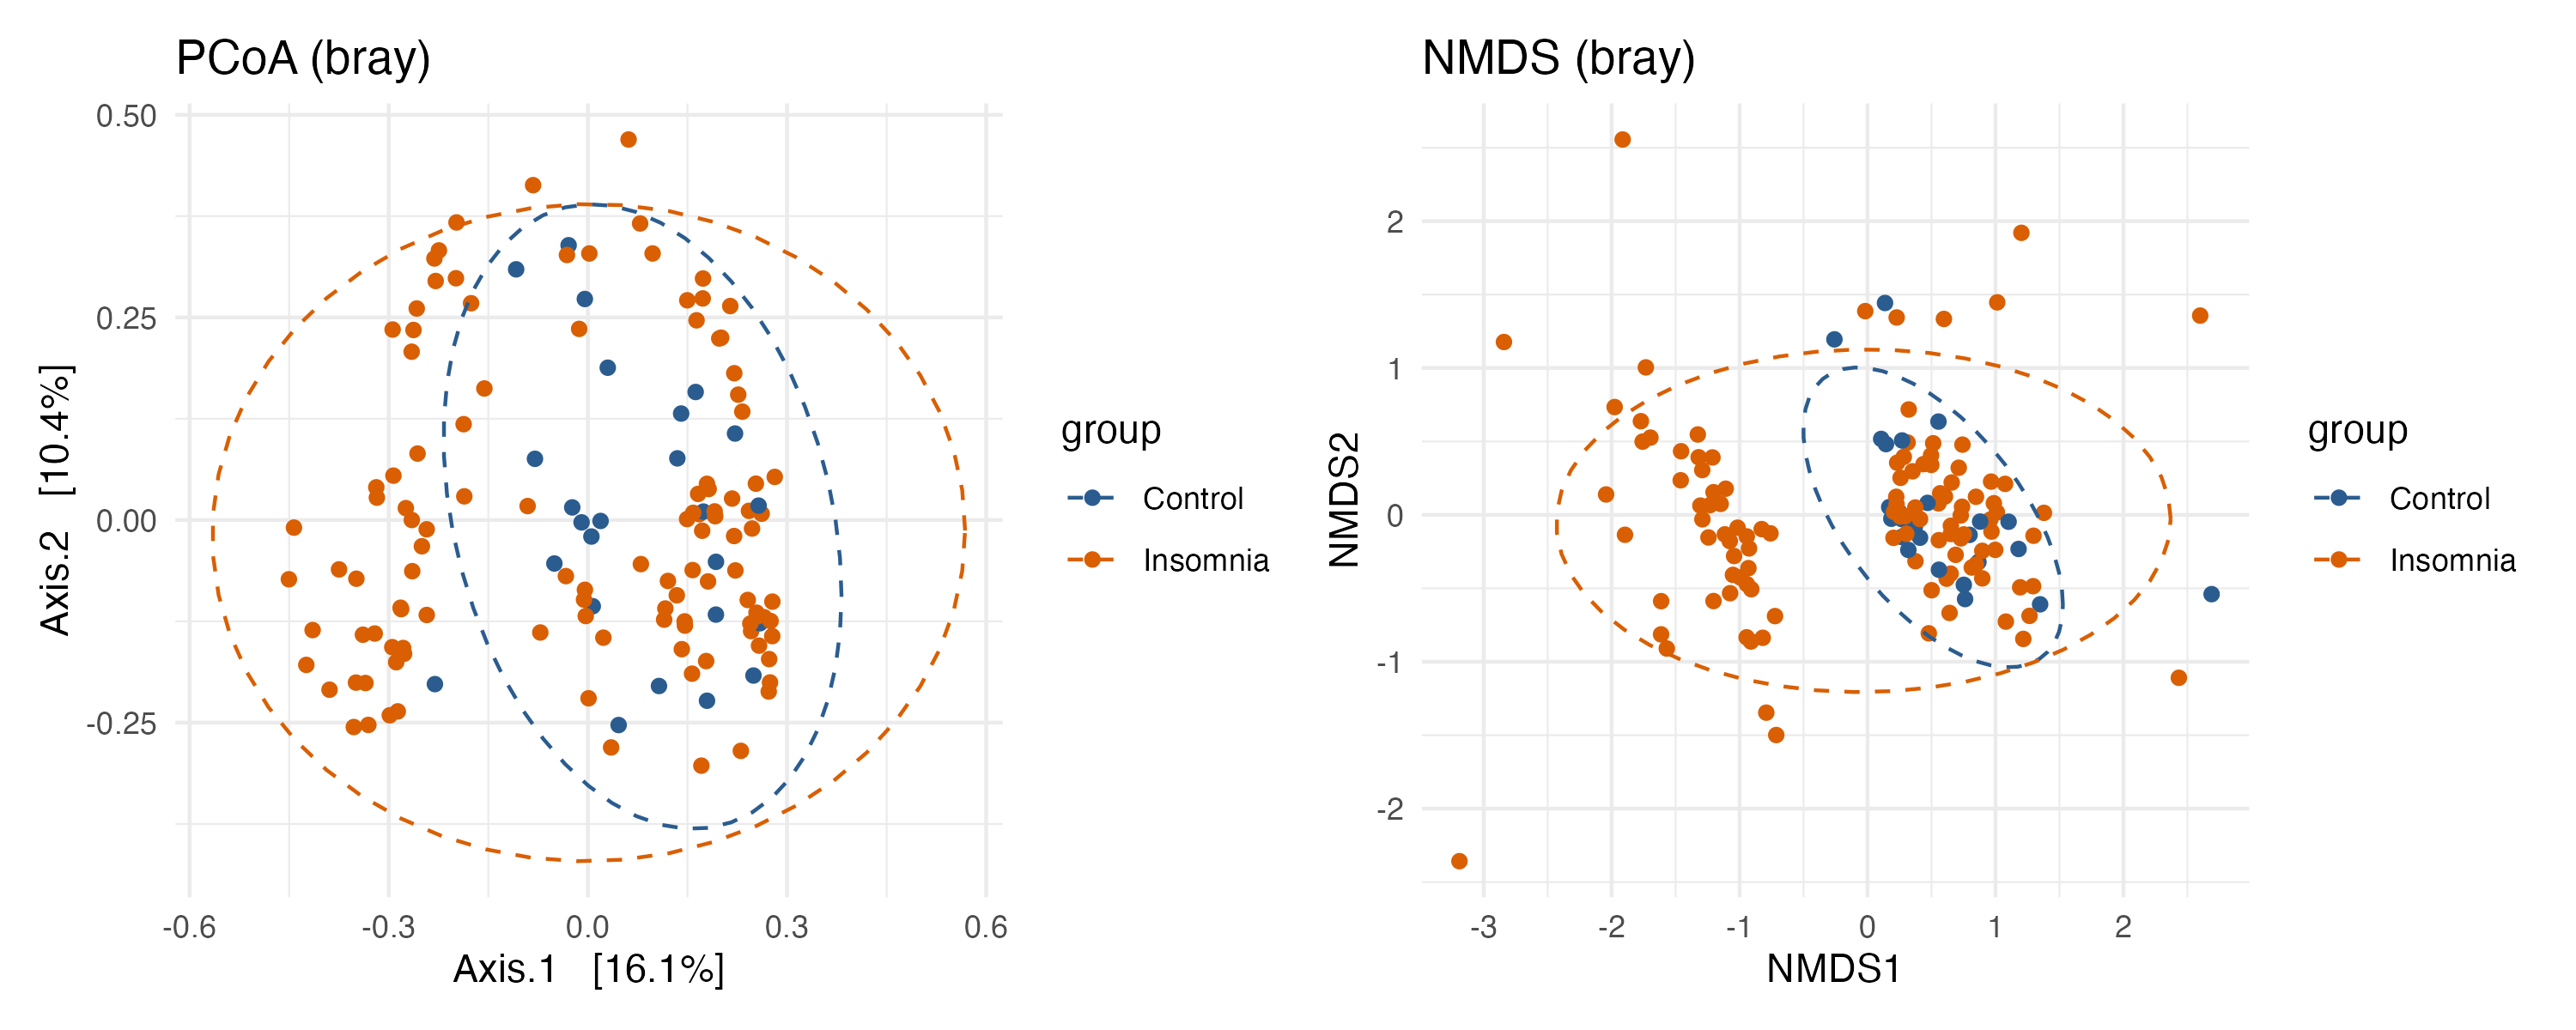 PCoA (bray)
0.50
0.25
0.00
-0.25
Axis.2 [10.4%]
-0.6 -0.3 0.0 0.3 0.6
Axis.1 [16.1%]
group
Control
Insomnia
NMDS (bray)
2
1
0
-1
-2
NMDS2
-3 -2 -1 0 1 2
NMDS1
group
Control
Insomnia